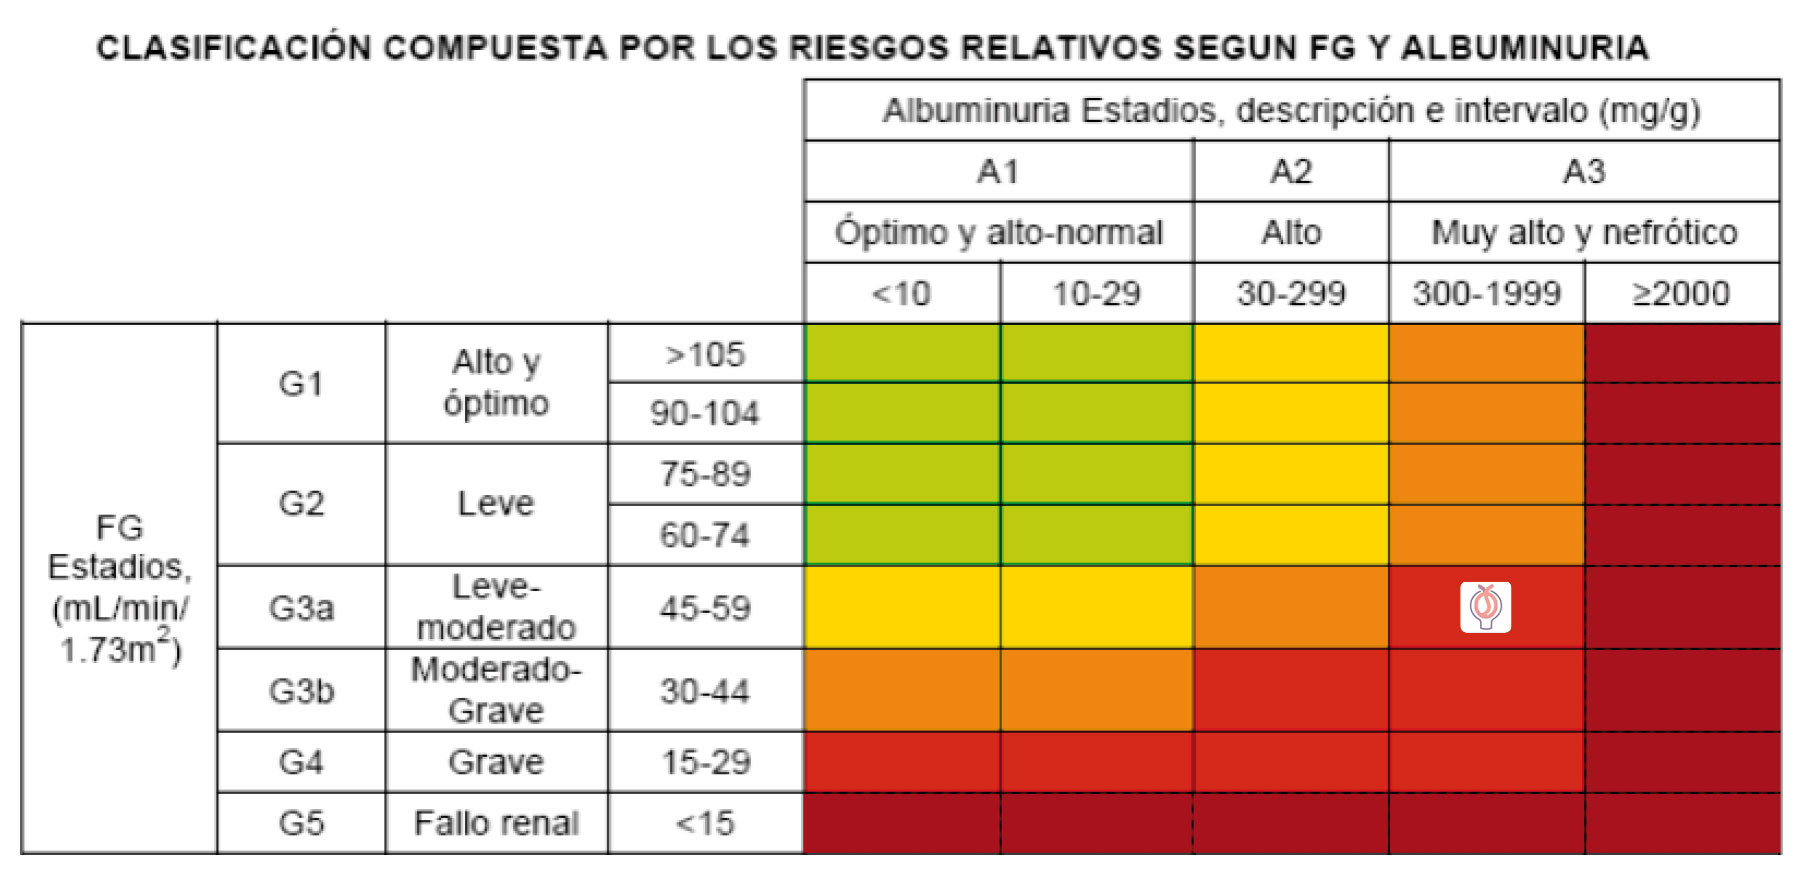 CLASIFICACIÓN COMPUESTA POR LOS RIESGOS RELATIVOS SEGUN FG Y ALBUMINURIA
Albuminuria Estadios, descripción e intervalo (mg/g)
A1 A2 A3
Óptimo y alto-normal Alto Muy alto y nefrótico
<10 10-29 30-299 300-1999 ≥2000
FG
Estadios,
(mL/min/
1.73m²)
G1
Alto y
óptimo
>105
90-104
G2
Leve
75-89
60-74
G3a
Leve-
moderado
45-59
G3b
Moderado-
Grave
30-44
G4 Grave 15-29
G5 Fallo renal <15